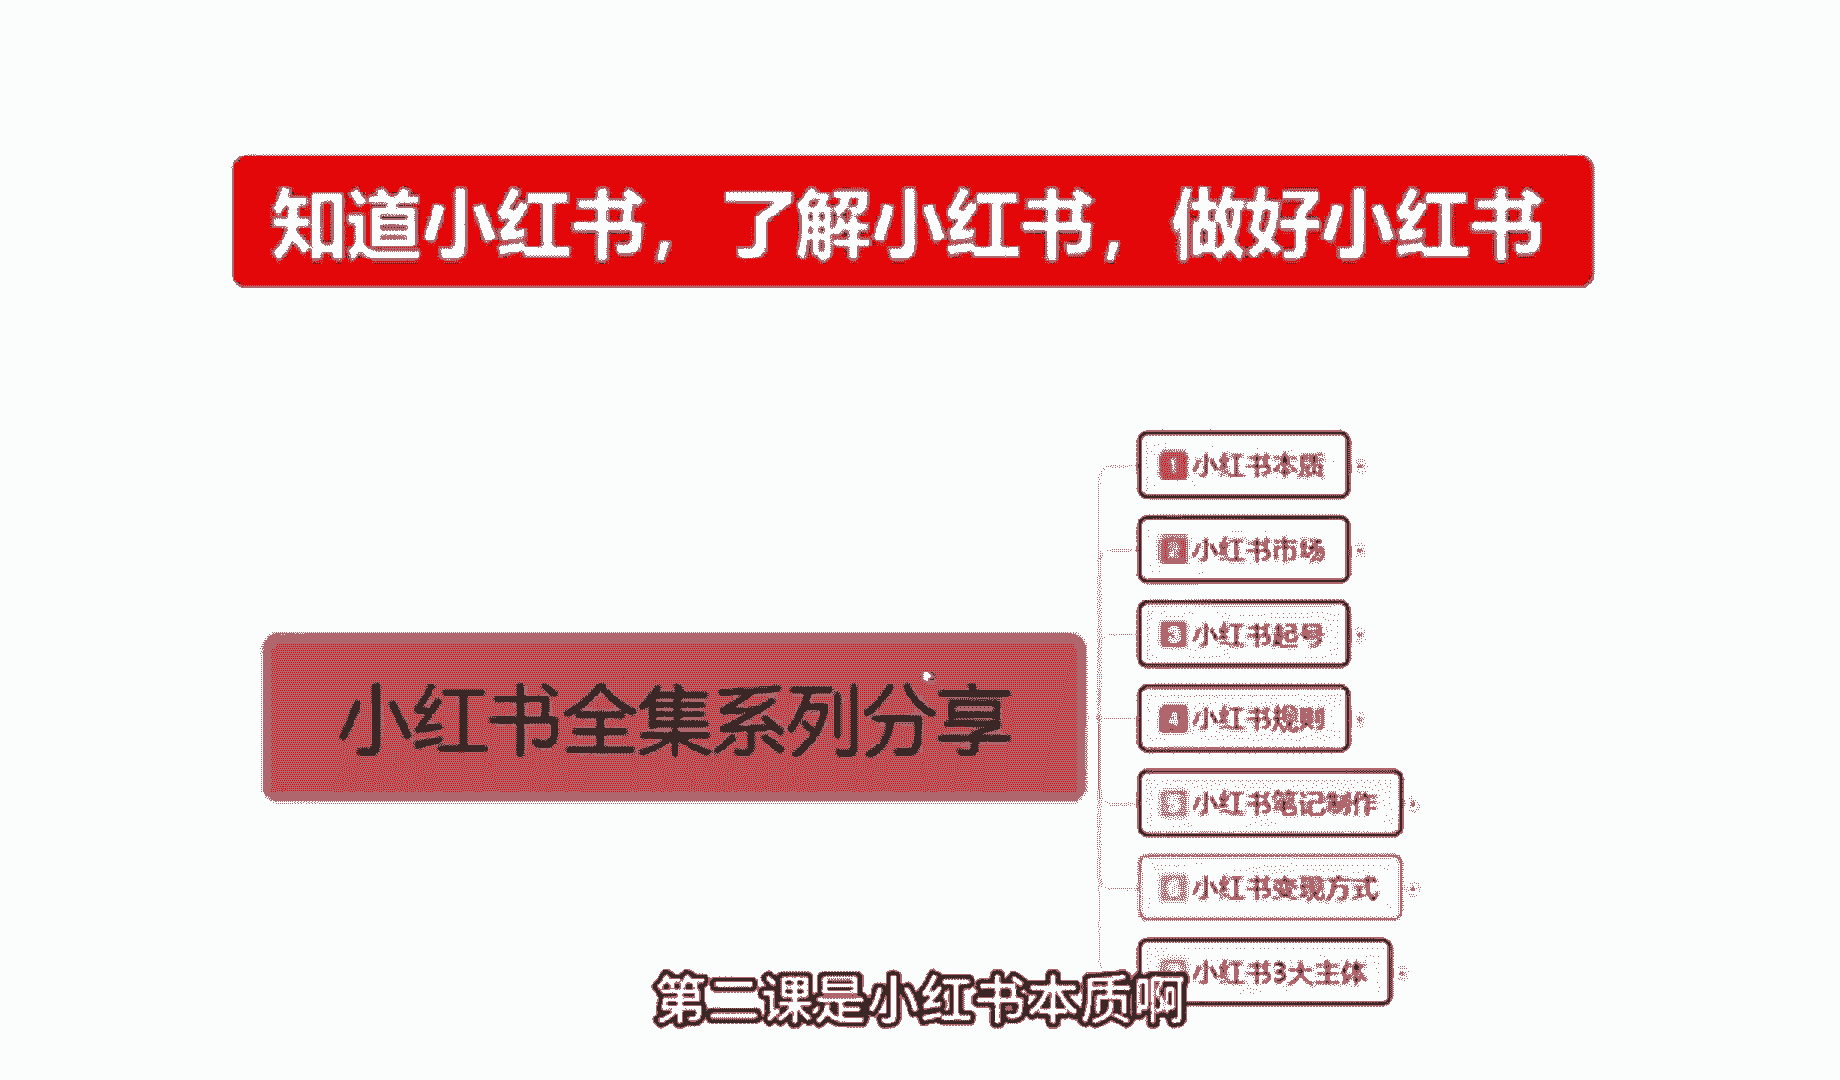 知道小红书，了解小红书，做好小红书
1 小红书本质
2 小红书市场
3 小红书起号
小红书全集系列分享
4 小红书规则
小红书笔记制作
小红书变现方式
小红书3大主体
第二课是小红书本质啊